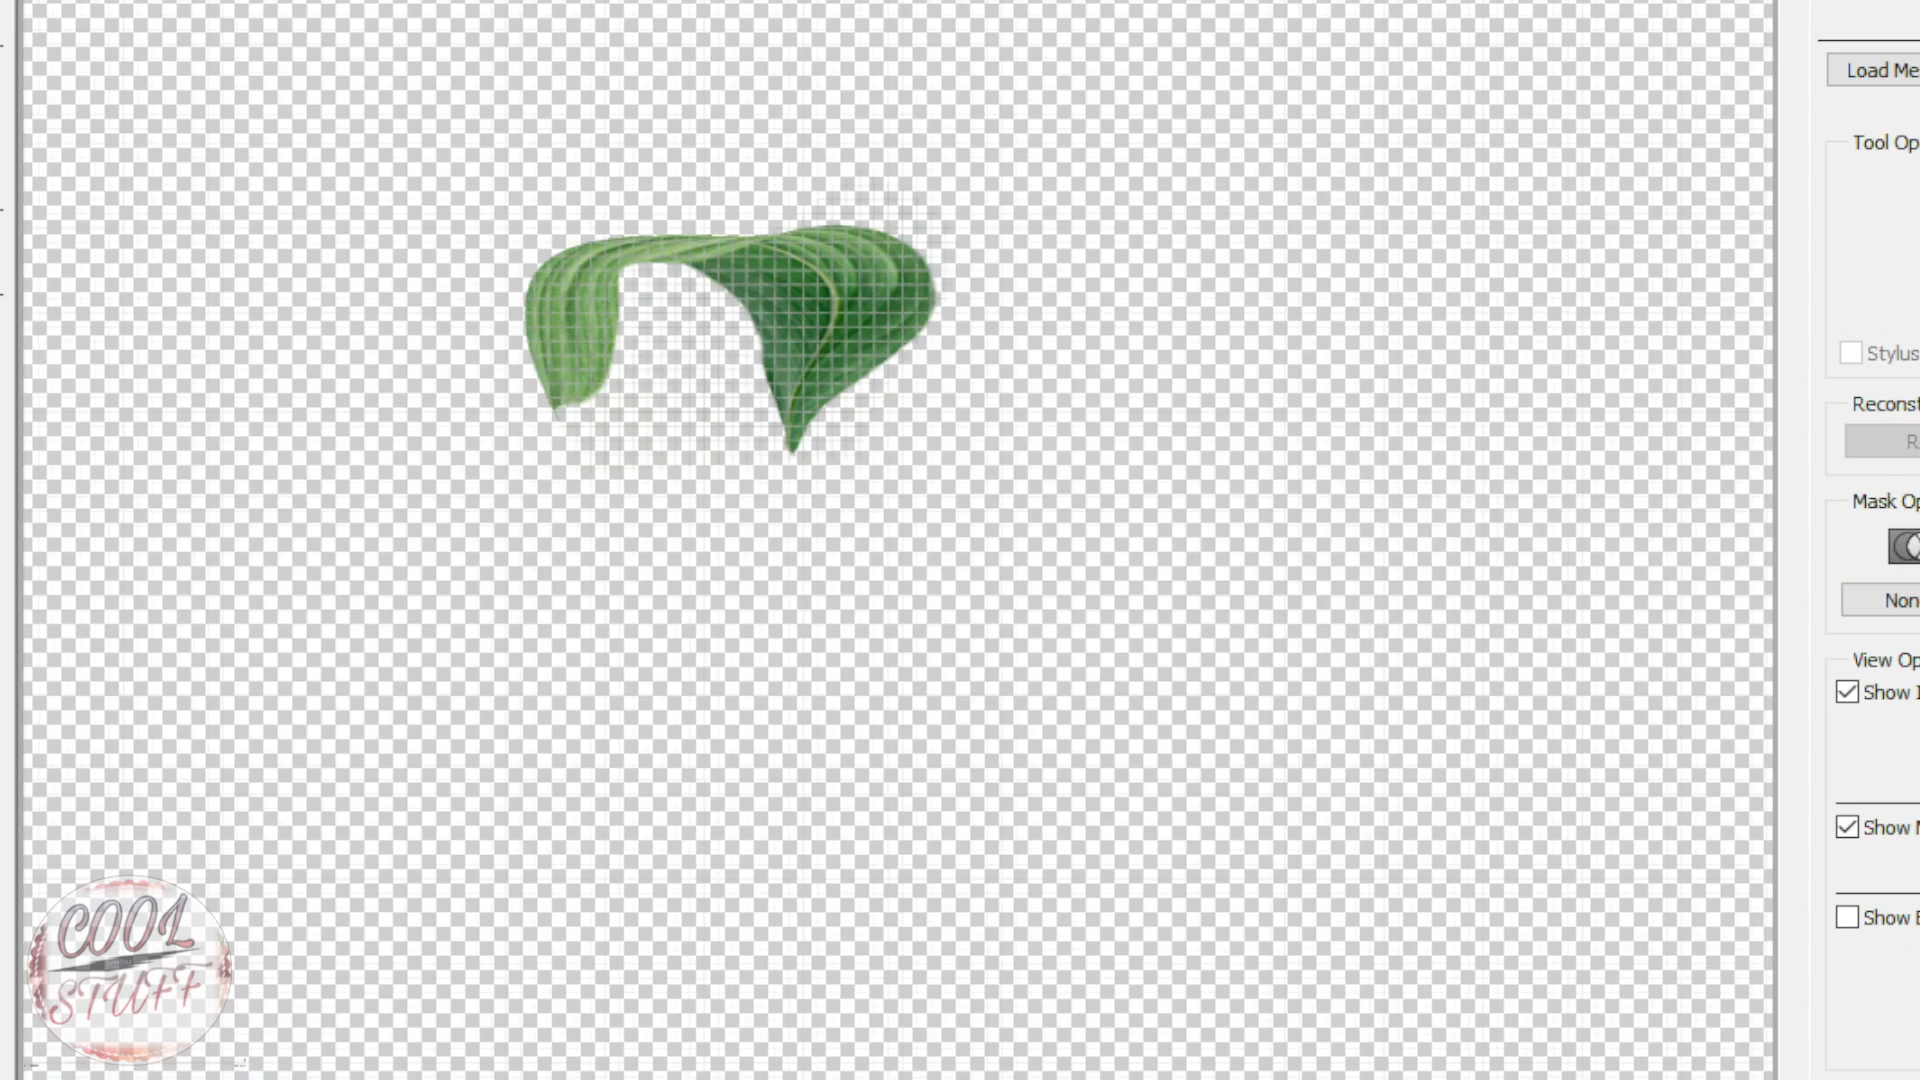 Load Me
Tool Op
Stylus
Reconst
R
Mask Op
Non
View Op
Show I
Show M
Show E
COOL
STUFF